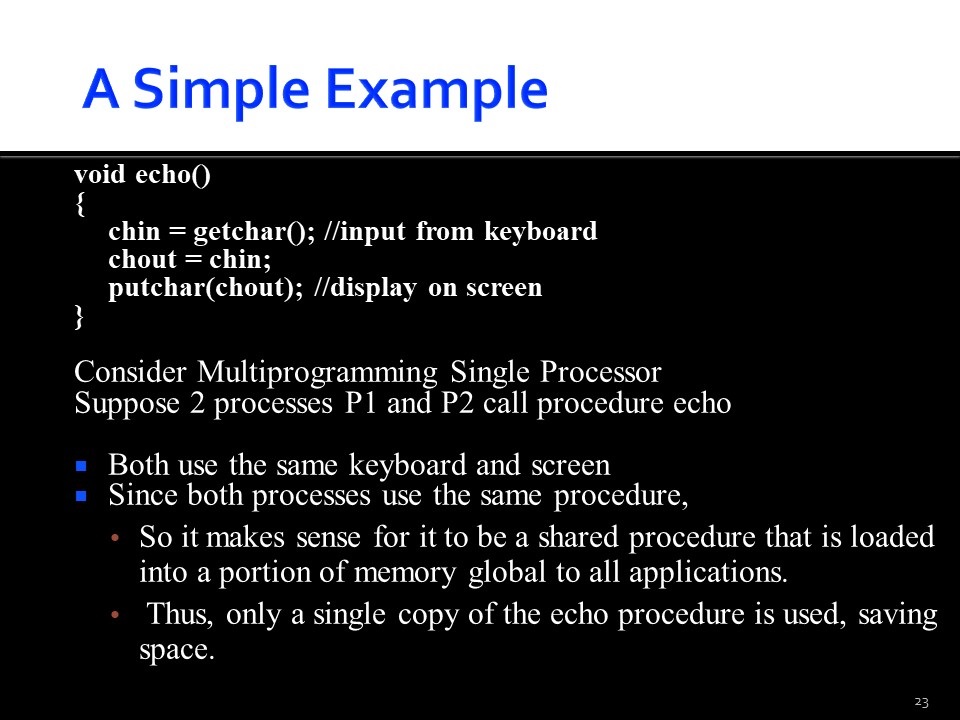 A Simple Example
void echo()
{
chin = getchar(); //input from keyboard
chout = chin;
putchar(chout); //display on screen
}
Consider Multiprogramming Single Processor
Suppose 2 processes P1 and P2 call procedure echo
Both use the same keyboard and screen
Since both processes use the same procedure,
So it makes sense for it to be a shared procedure that is loaded
into a portion of memory global to all applications.
Thus, only a single copy of the echo procedure is used, saving
space.
23